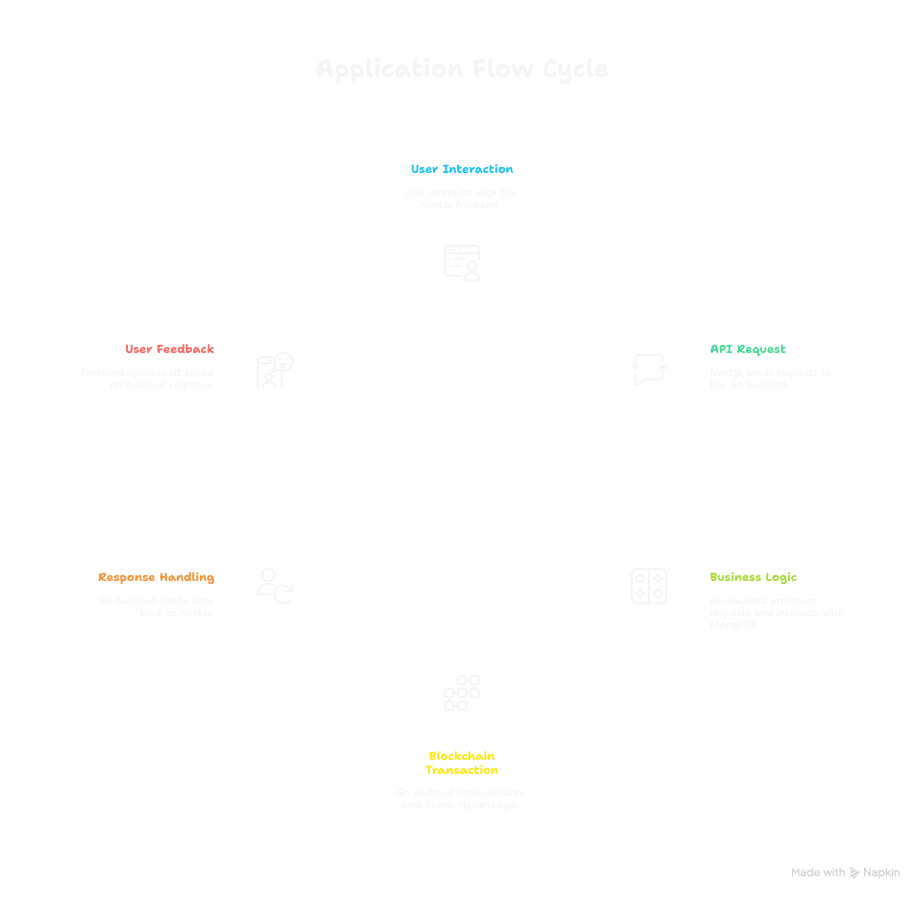 Application Flow Cycle
User Interaction
User interacts with the
Next.js frontend.
User Feedback
Frontend updates UI based
on backend response.
API Request
Next.js sends requests to
the Go backend.
Response Handling
Go backend sends data
back to Next.js.
Business Logic
Go backend processes
requests and interacts with
MongoDB.
Blockchain
Transaction
Go backend communicates
with Fabric Hyperledger.
Made with Napkin